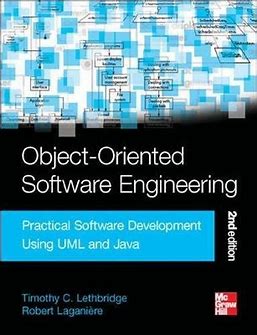 Object-Oriented
Software Engineering
2nd edition
Practical Software Development
Using UML and Java
Timothy C. Lethbridge
Robert Laganière
Mc
Graw
Hill